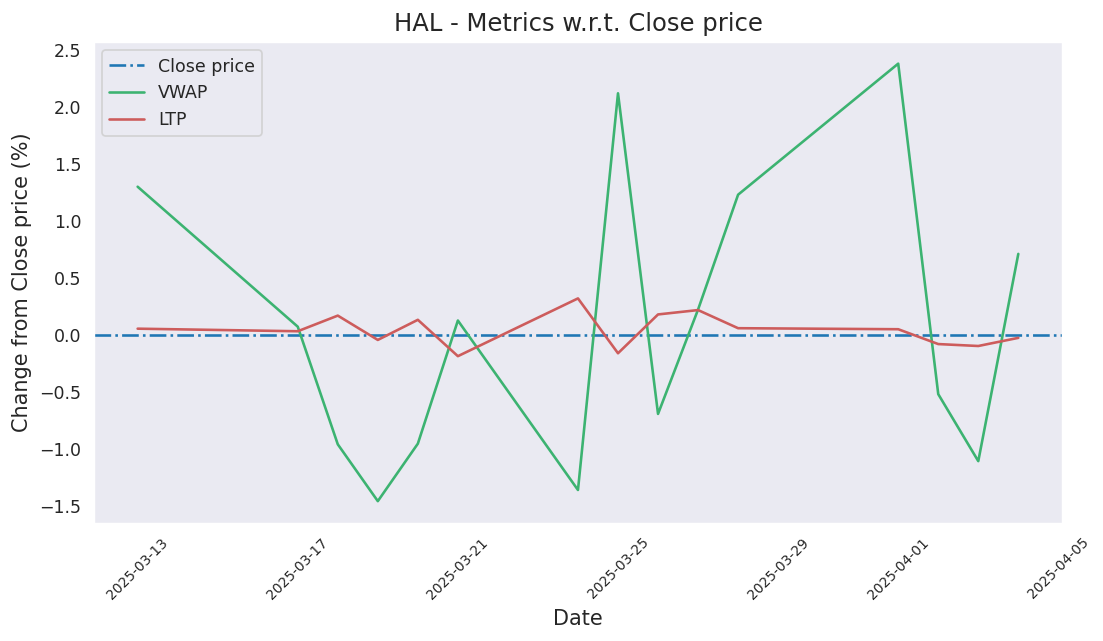 HAL - Metrics w.r.t. Close price
Close price
VWAP
LTP
Change from Close price (%)
2.5
2.0
1.5
1.0
0.5
0.0
−0.5
−1.0
−1.5
2025-03-13
2025-03-17
2025-03-21
2025-03-25
2025-03-29
2025-04-01
2025-04-05
Date